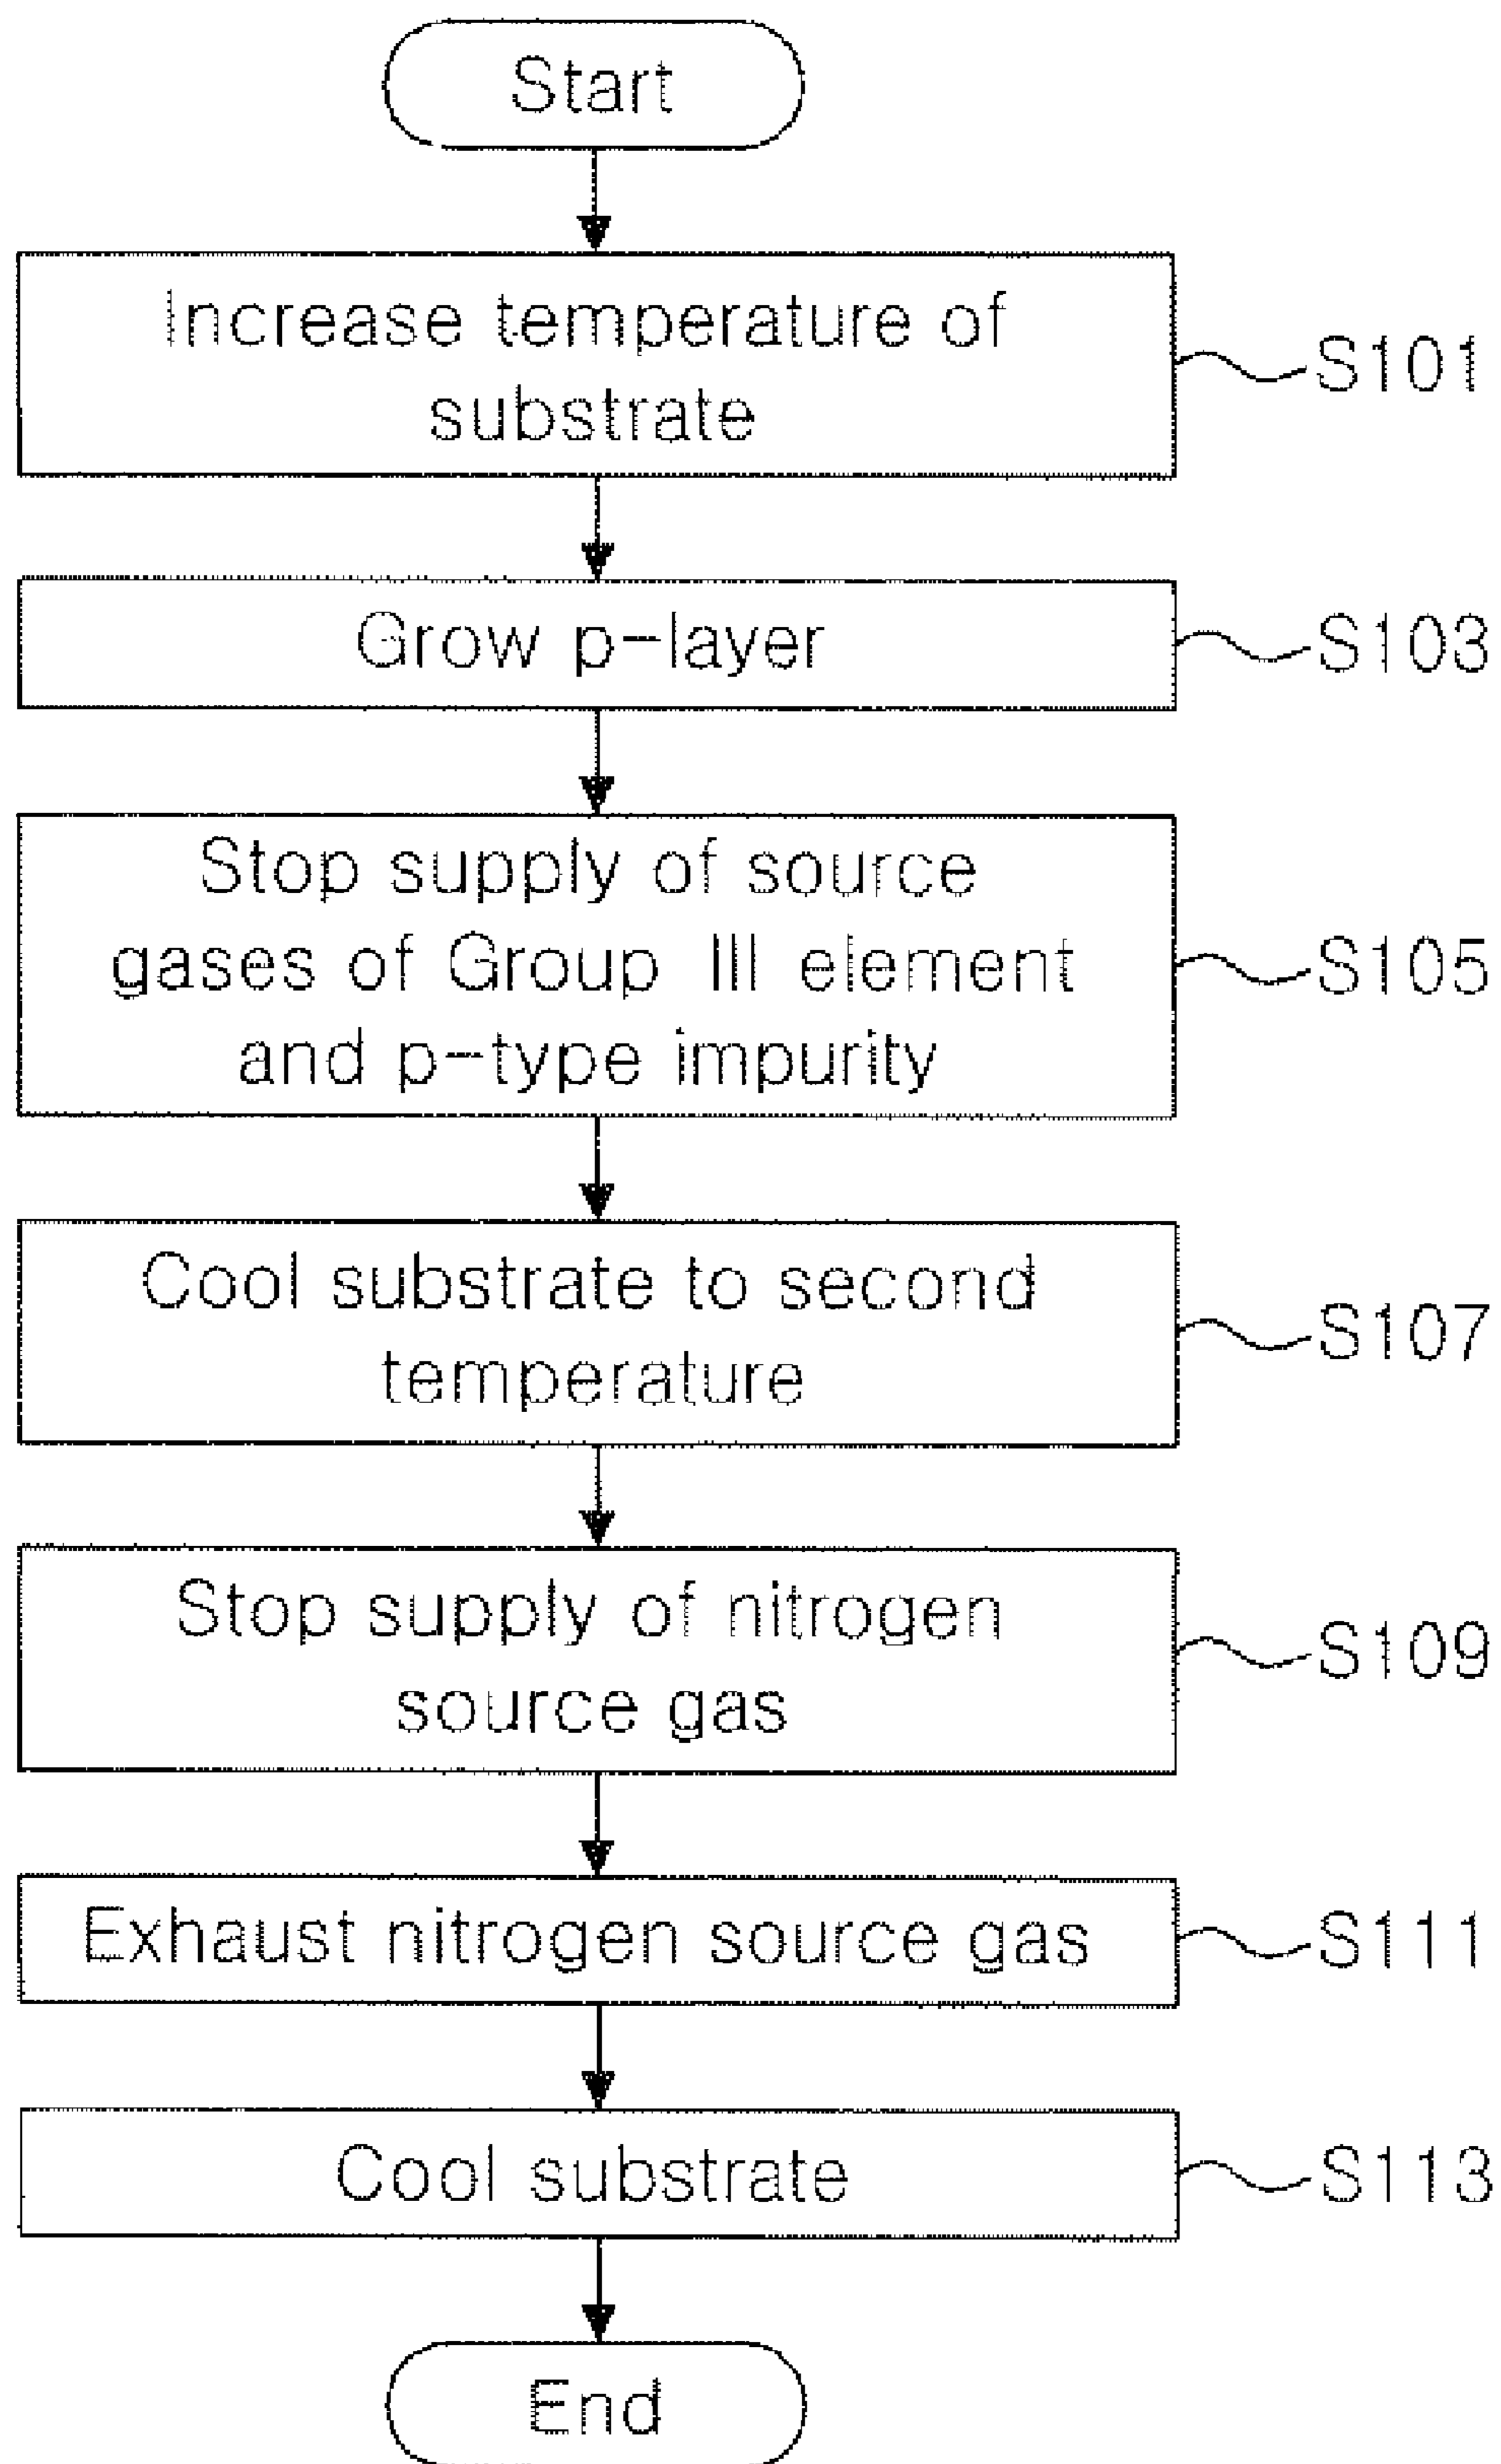 Start
Increase temperature of
substrate
S101
Grow p-layer
S103
Stop supply of source
gases of Group III element
and p-type impurity
S105
Cool substrate to second
temperature
S107
Stop supply of nitrogen
source gas
S109
Exhaust nitrogen source gas
S111
Cool substrate
S113
End